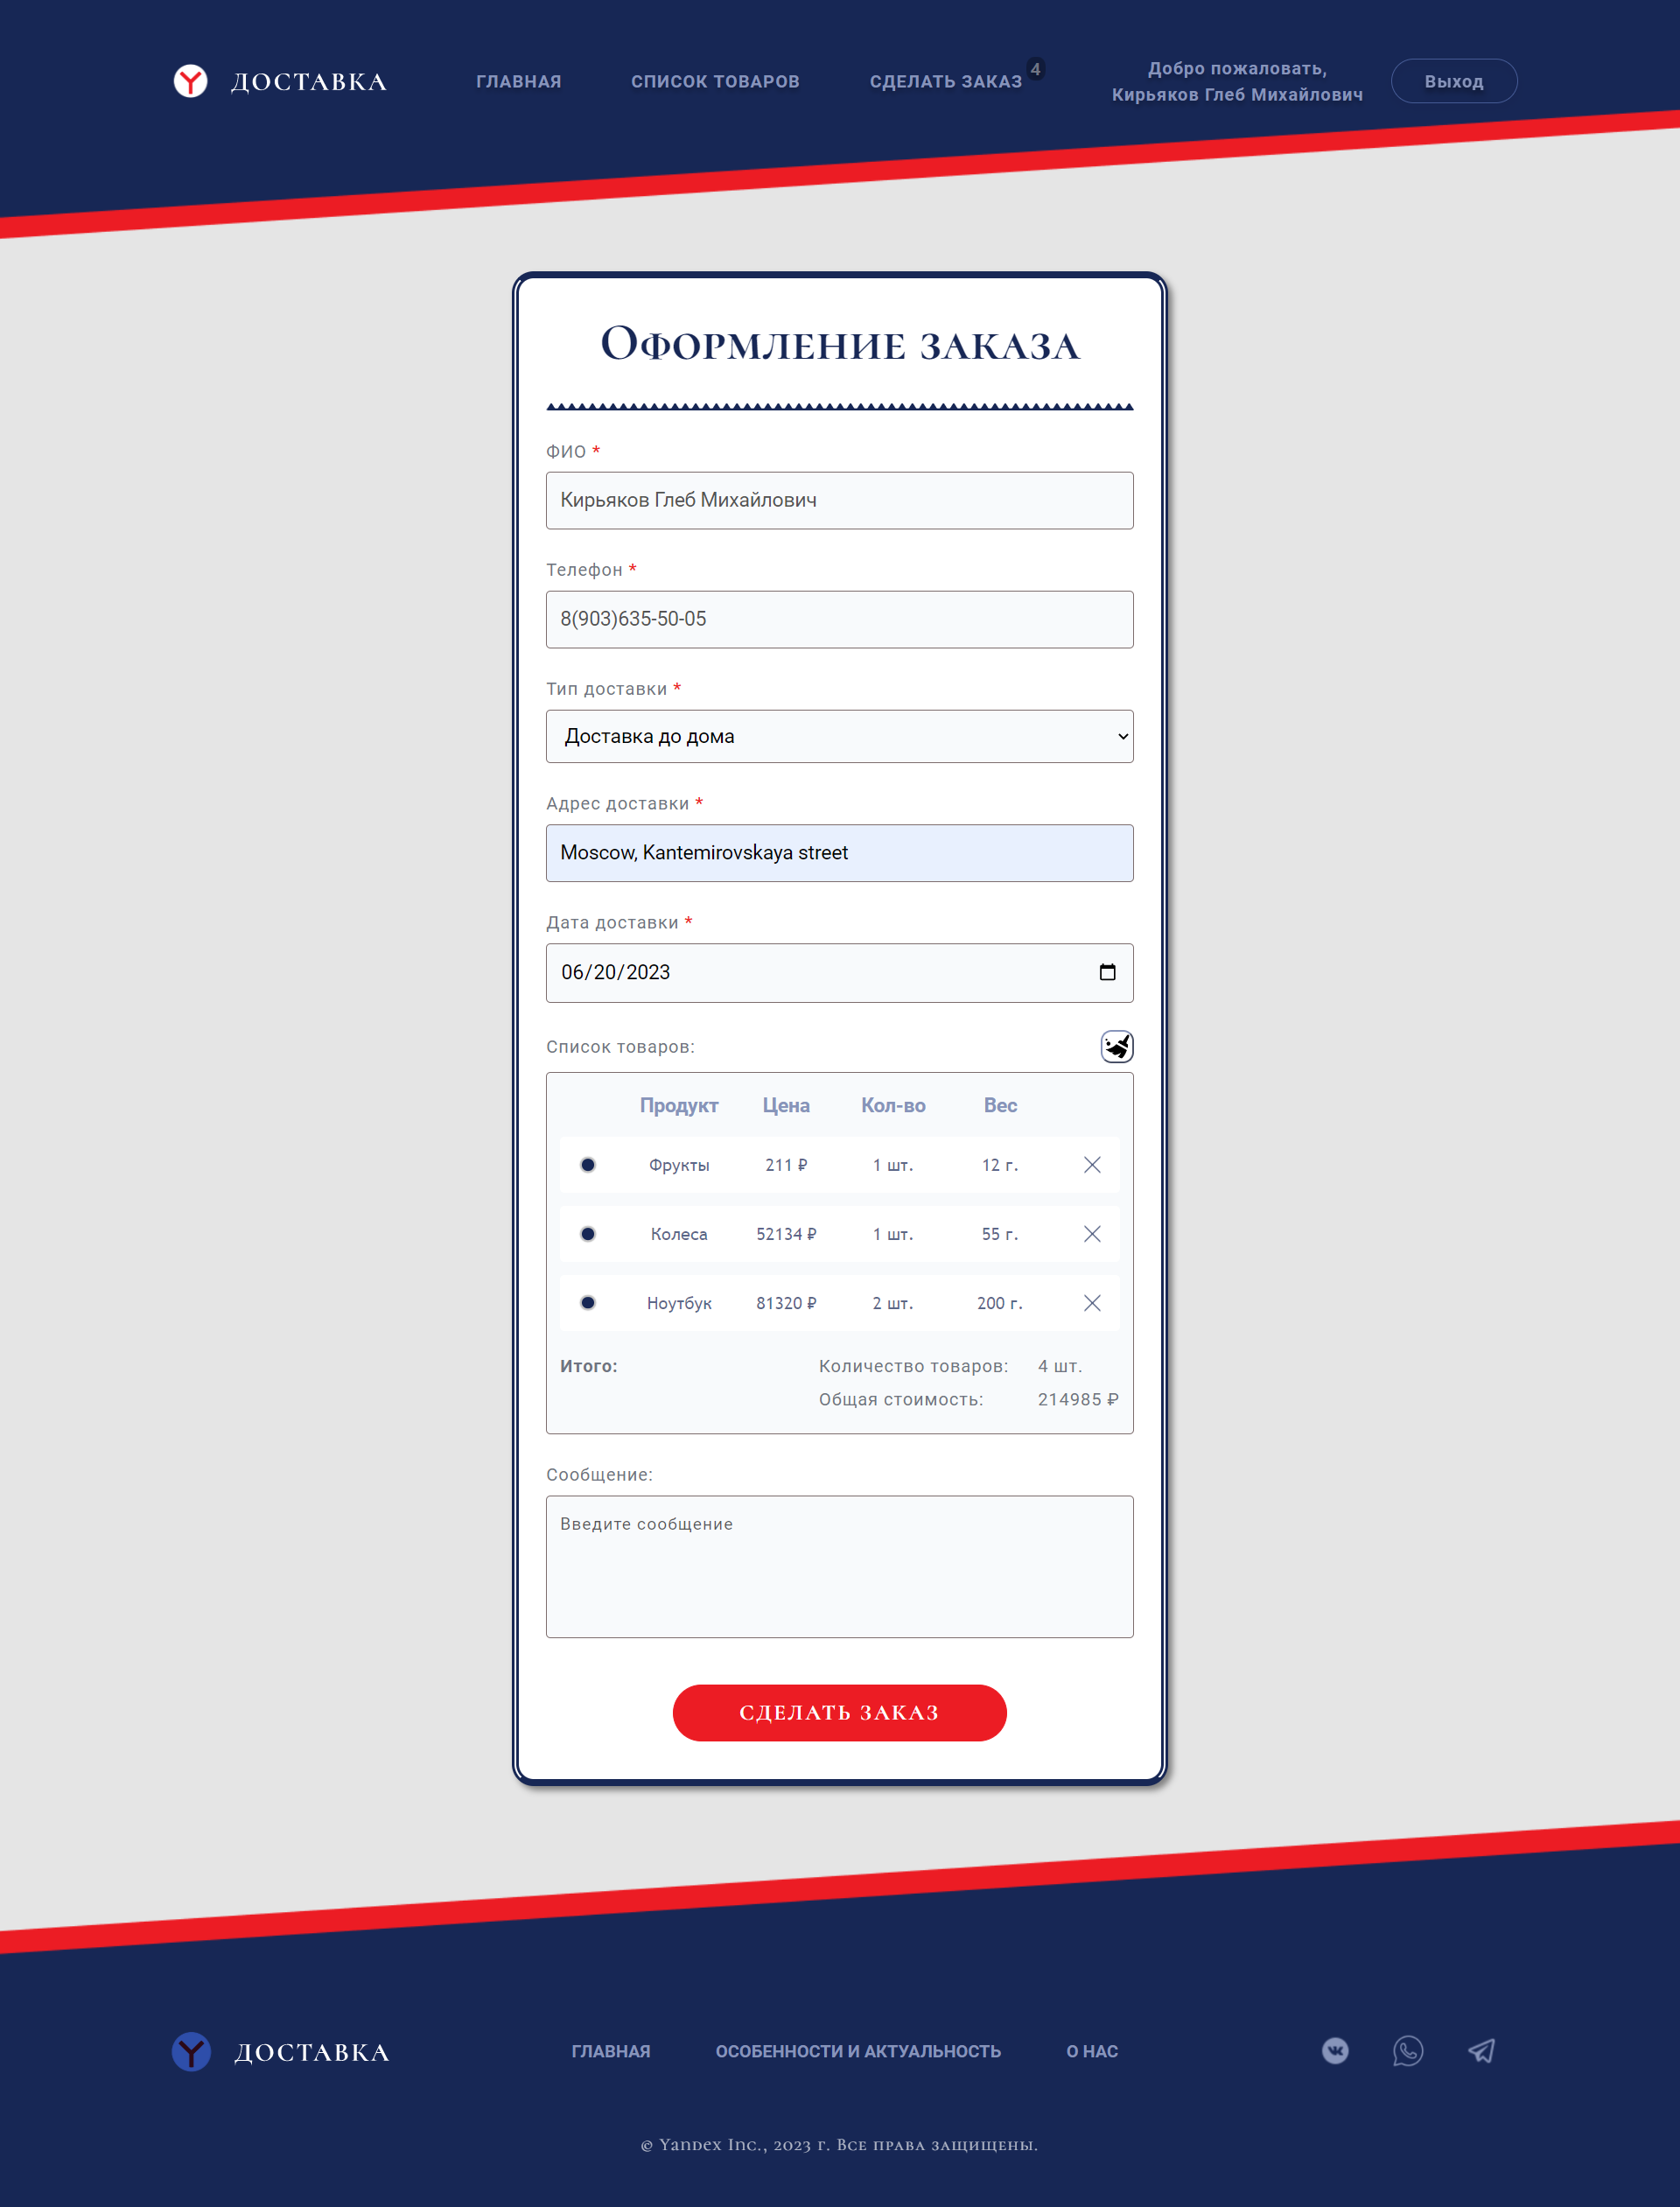 ДОСТАВКА
ГЛАВНАЯ
СПИСОК ТОВАРОВ
СДЕЛАТЬ ЗАКАЗ 4
Добро пожаловать,
Кирьяков Глеб Михайлович
Выход
Оформление заказа
ФИО *
Кирьяков Глеб Михайлович
Телефон *
8(903)635-50-05
Тип доставки *
Доставка до дома
Адрес доставки *
Moscow, Kantemirovskaya street
Дата доставки *
06/20/2023
Список товаров:
Продукт Цена Кол-во Вес
Фрукты 211 ₽ 1 шт. 12 г.
Колеса 52134 ₽ 1 шт. 55 г.
Ноутбук 81320 ₽ 2 шт. 200 г.
Итого: Количество товаров: 4 шт.
Общая стоимость: 214985 ₽
Сообщение:
Введите сообщение
СДЕЛАТЬ ЗАКАЗ
ДОСТАВКА
ГЛАВНАЯ
ОСОБЕННОСТИ И АКТУАЛЬНОСТЬ
О НАС
© Yandex Inc., 2023 г. Все права защищены.